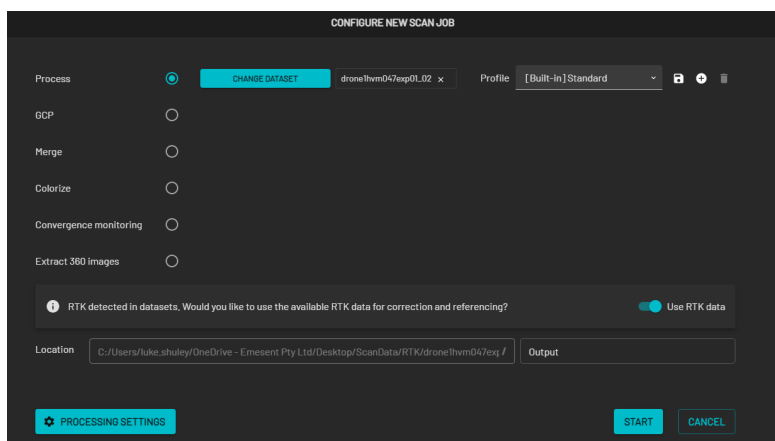 CONFIGURE NEW SCAN JOB
Process
CHANGE DATASET
drone1hvm047exp01_02 x
Profile
[Built-in] Standard
GCP
Merge
Colorize
Convergence monitoring
Extract 360 images
RTK detected in datasets, Would you like to use the available RTK data for correction and referencing?
Use RTK data
Location
C:/Users/luke.shuley/OneDrive - Emesent Pty Ltd/Desktop/ScanData/RTK/drone1hvm047exp /
Output
PROCESSING SETTINGS
START
CANCEL